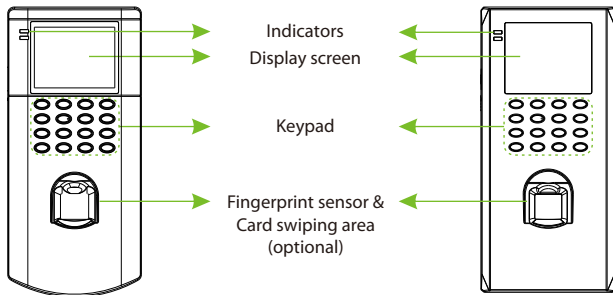 Indicators
Display screen
Keypad
Fingerprint sensor &
Card swiping area
(optional)